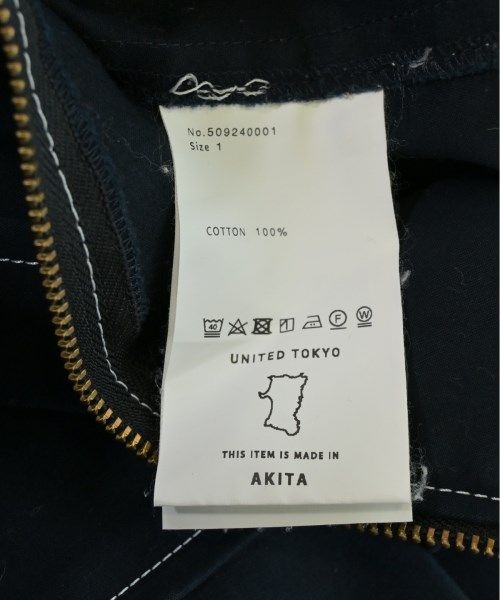 No.509240001
Size 1
COTTON 100%
40 F W
UNITED TOKYO
THIS ITEM IS MADE IN
AKITA